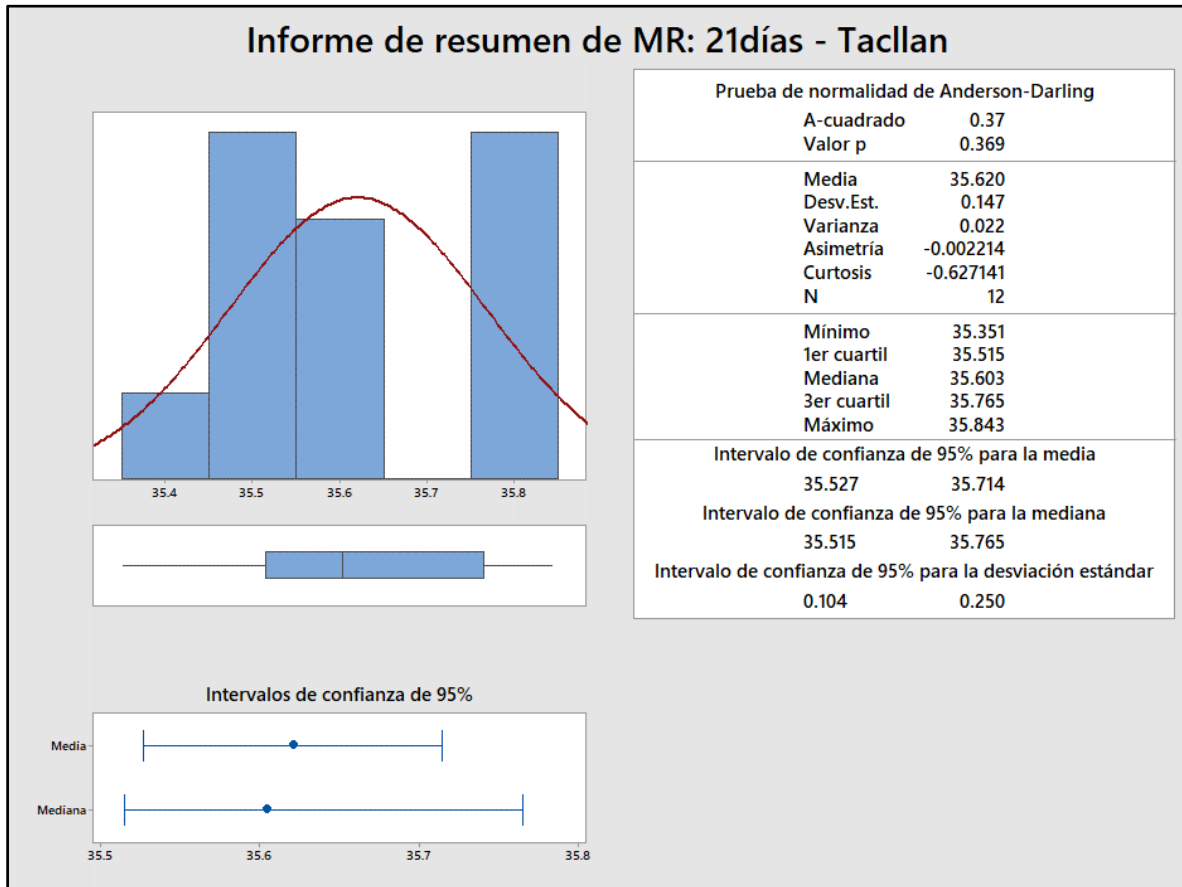 Informe de resumen de MR: 21días - Tacllan
35.4 35.5 35.6 35.7 35.8
Intervalos de confianza de 95%
Media
Mediana
35.5 35.6 35.7 35.8
Prueba de normalidad de Anderson-Darling
A-cuadrado 0.37
Valor p 0.369
Media 35.620
Desv.Est. 0.147
Varianza 0.022
Asimetría -0.002214
Curtosis -0.627141
N 12
Mínimo 35.351
1er cuartil 35.515
Mediana 35.603
3er cuartil 35.765
Máximo 35.843
Intervalo de confianza de 95% para la media
35.527 35.714
Intervalo de confianza de 95% para la mediana
35.515 35.765
Intervalo de confianza de 95% para la desviación estándar
0.104 0.250